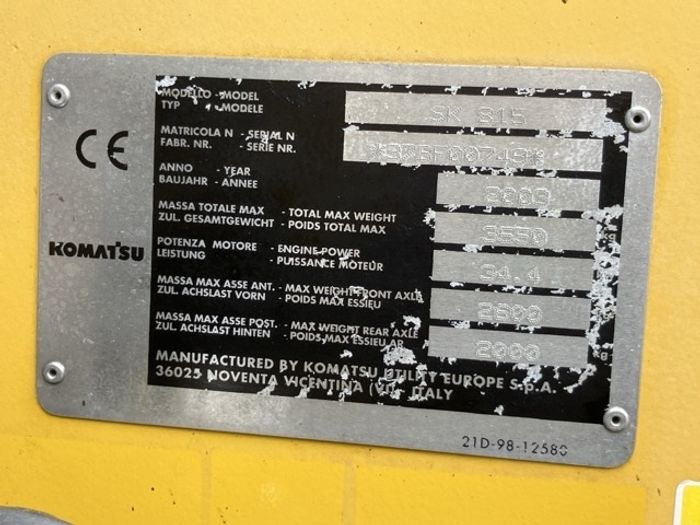 CE
KOMATSU
MODELLO - MODEL
TYP - MODELE
SK 815
MATRICOLA N - SERIAL N
FABR. NR. - SERIE NR.
ANNO - YEAR
BAUJAHR - ANNEE
2003
MASSA TOTALE MAX - TOTAL MAX WEIGHT
ZUL. GESAMTGEWICHT - POIDS TOTAL MAX
3550
POTENZA MOTORE - ENGINE POWER
LEISTUNG - PUISSANCE MOTEUR
34.4
MASSA MAX ASSE ANT. - MAX WEIGHT FRONT AXLE
ZUL. ACHSLAST VORN - POIDS MAX ESSIEU
2600
MASSA MAX ASSE POST. - MAX WEIGHT REAR AXLE
ZUL. ACHSLAST HINTEN - POIDS MAX ESSIEU AR
2000
MANUFACTURED BY KOMATSU UTILITY EUROPE S.p.A.
36025 NOVENTA VICENTINA (VI) - ITALY
21D-98-12580